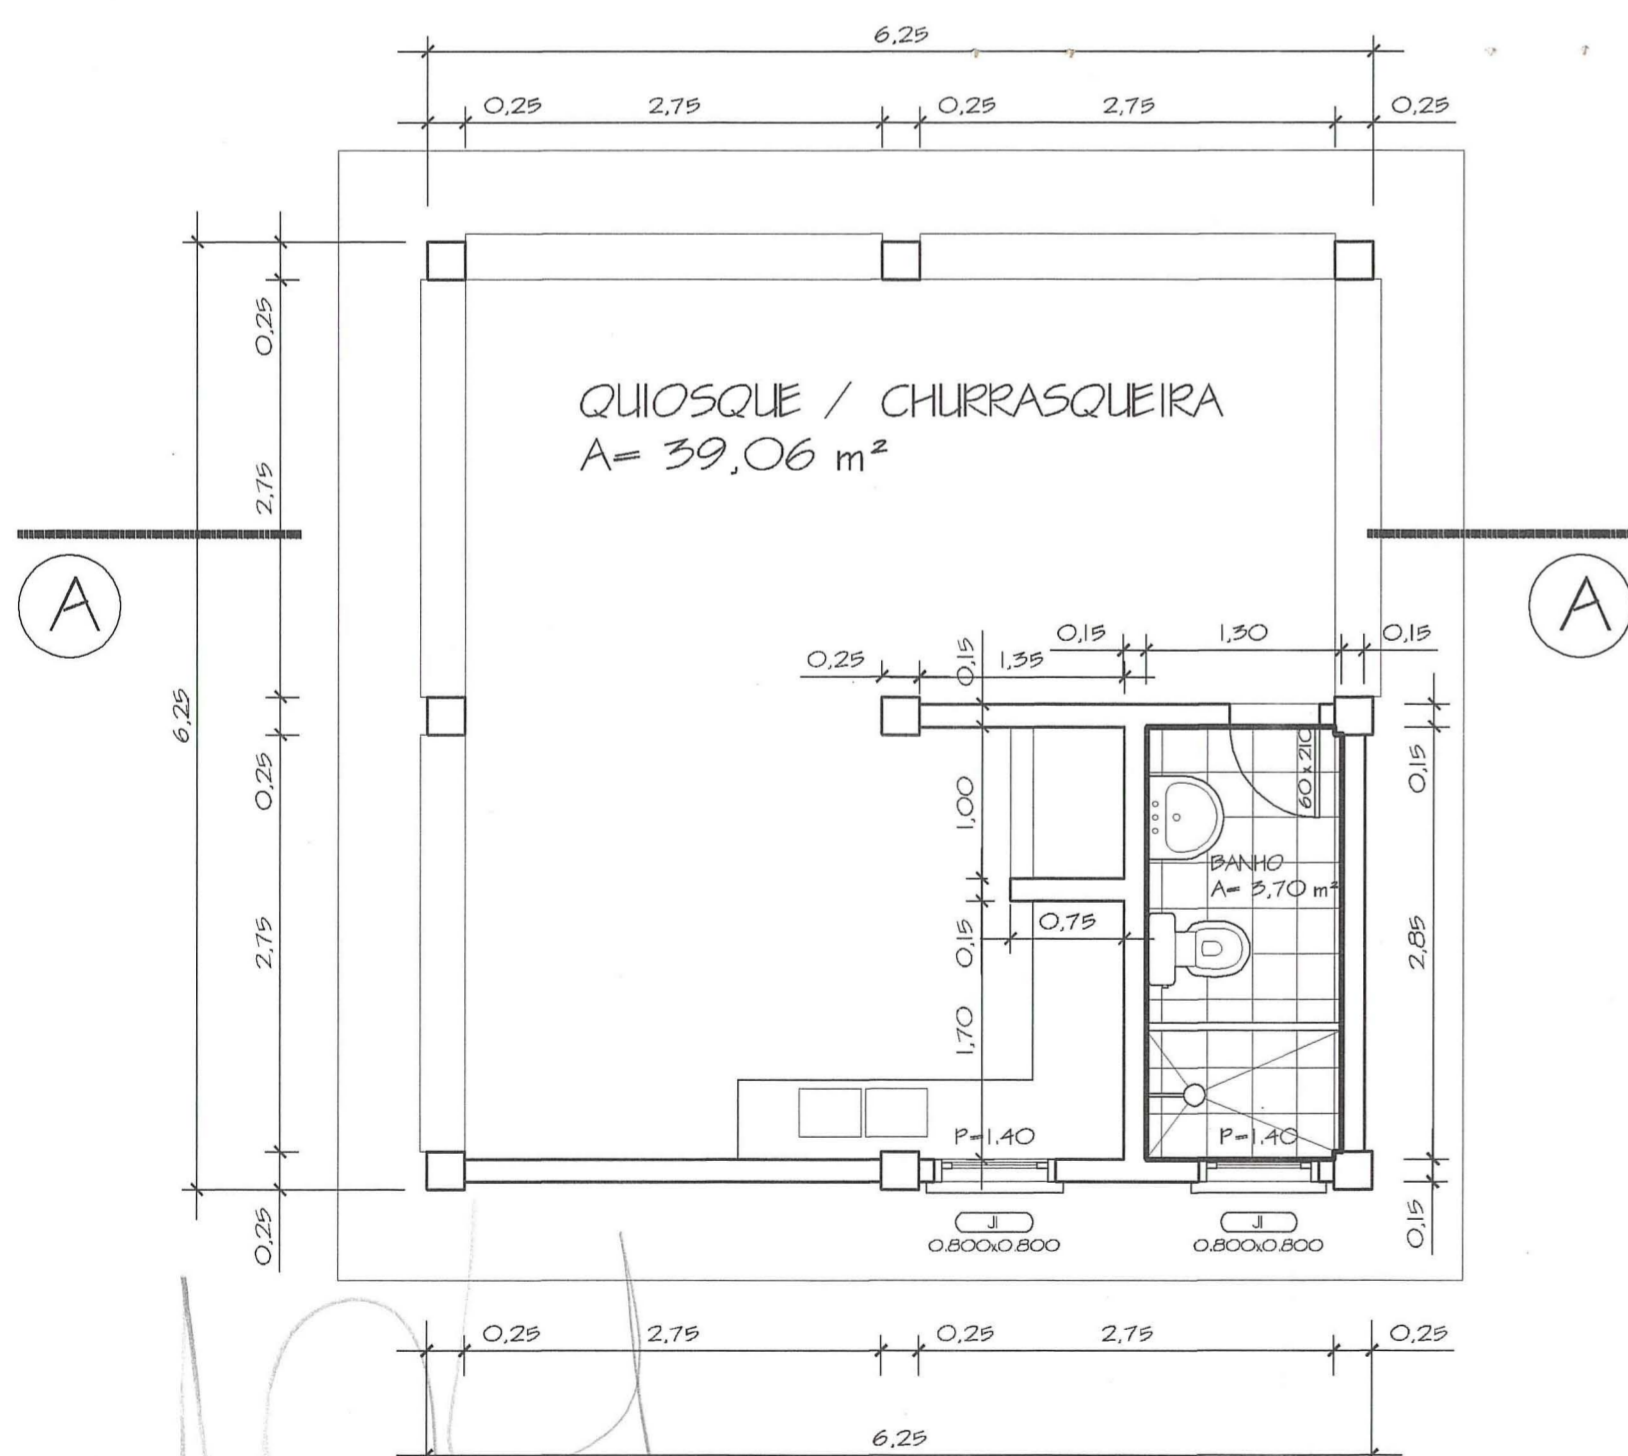 6,25
0,25 2,75 0,25 2,75 0,25
QUIOSQUE / CHURRASQUEIRA
A= 39,06 m²
A
A
6,25
0,25
2,75
0,25
2,75
0,25
0,15 1,30 0,15
0,25 1,35
0,15
1,00
0,15
1,70
0,75
60 x 210
BANHO
A= 3,70 m²
0,15
2,85
0,15
P=1.40 P=1.40
J1 J1
0.800x0.800 0.800x0.800
0,25 2,75 0,25 2,75 0,25
6,25